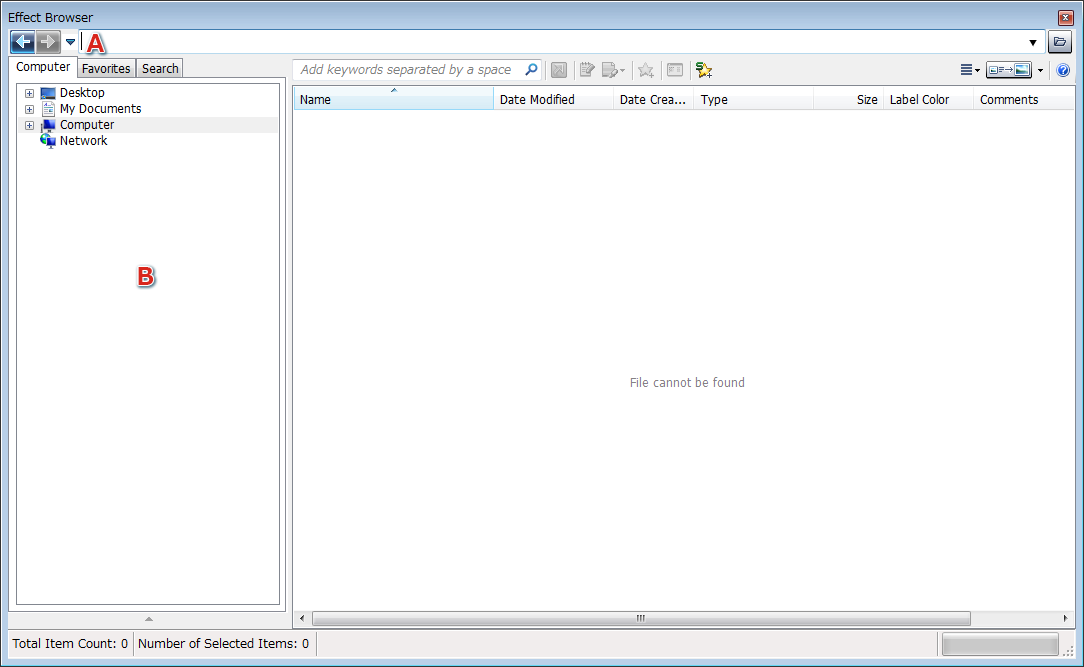 Effect Browser
A
Computer Favorites Search
Add keywords separated by a space
Name Date Modified Date Crea... Type Size Label Color Comments
Desktop
My Documents
Computer
Network
B
File cannot be found
Total Item Count: 0 Number of Selected Items: 0